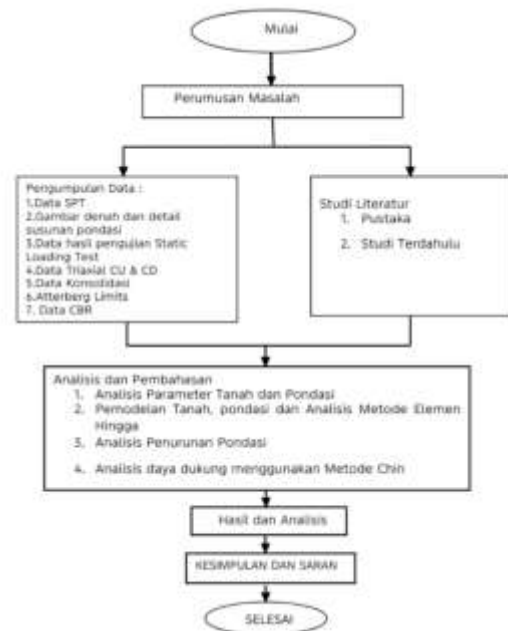 Mulai
Perumusan Masalah
Pengumpulan Data :
1.Data SPT
2.Gambar denah dan detail
susunan pondasi
3.Data hasil pengujian Static
Loading Test
4.Data Triaxial CU & CD
5.Data Konsolidasi
6.Atterberg Limits
7. Data CBR
Studi Literatur
1. Pustaka
2. Studi Terdahulu
Analisis dan Pembahasan
1. Analisis Parameter Tanah dan Pondasi
2. Pemodelan Tanah, pondasi dan Analisis Metode Elemen
Hingga
3. Analisis Penurunan Pondasi
4. Analisis daya dukung menggunakan Metode Chin
Hasil dan Analisis
KESIMPULAN DAN SARAN
SELESAI